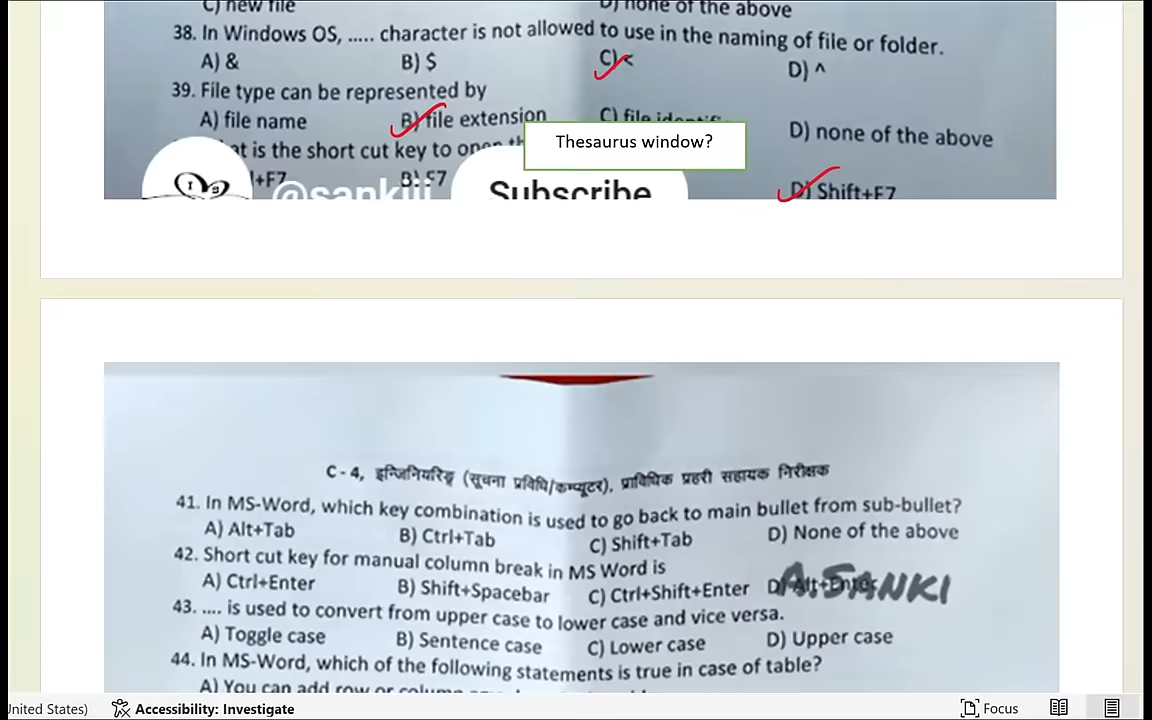 C) new file D) none of the above
38. In Windows OS, ..... character is not allowed to use in the naming of file or folder.
A) & B) $ C) < D) ^
39. File type can be represented by
A) file name B) file extension C) file D) none of the above
at is the short cut key to open Thesaurus window?
+F7 B) F7 D) Shift+F7
@sankiii Subscribe
C - 4, इन्जिनियरिङ्ग (सूचना प्रविधि/कम्प्यूटर), प्राविधिक प्रहरी सहायक निरीक्षक
41. In MS-Word, which key combination is used to go back to main bullet from sub-bullet?
A) Alt+Tab B) Ctrl+Tab C) Shift+Tab D) None of the above
42. Short cut key for manual column break in MS Word is
A) Ctrl+Enter B) Shift+Spacebar C) Ctrl+Shift+Enter D) Alt+Enter
A.SANKI
43. .... is used to convert from upper case to lower case and vice versa.
A) Toggle case B) Sentence case C) Lower case D) Upper case
44. In MS-Word, which of the following statements is true in case of table?
A) You can add row or column
United States) Accessibility: Investigate Focus